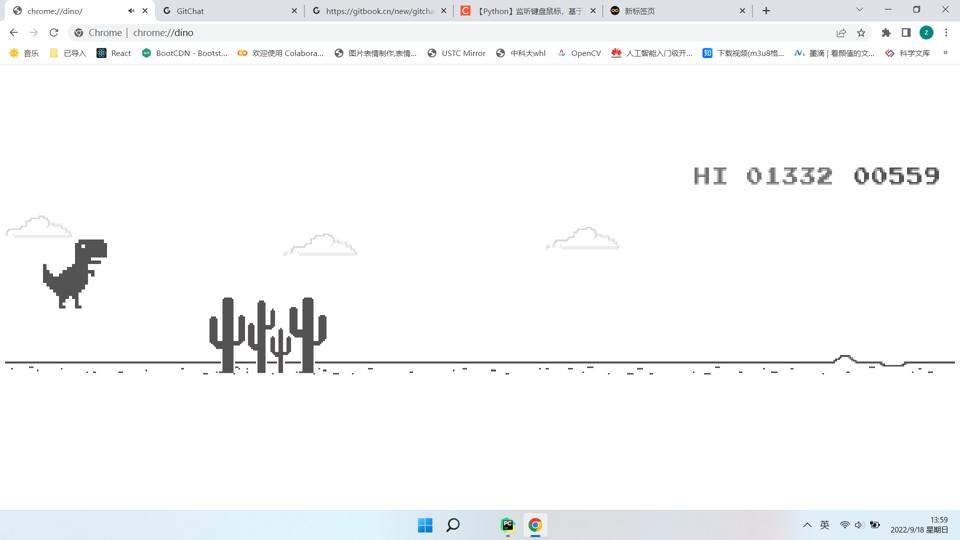 chrome://dino/
GitChat
https://gitbook.cn/new/gitcha
【Python】监听键盘鼠标，基于
新标签页
Chrome | chrome://dino
音乐
已导入
React
BootCDN - Bootst...
欢迎使用 Colabora...
图片表情制作,表情...
USTC Mirror
中科大whl
OpenCV
人工智能入门极开...
下载视频(m3u8格...
墨滴 | 看颜值的文...
科学文库
»
HI 01332 00559
英
13:59
2022/9/18 星期日